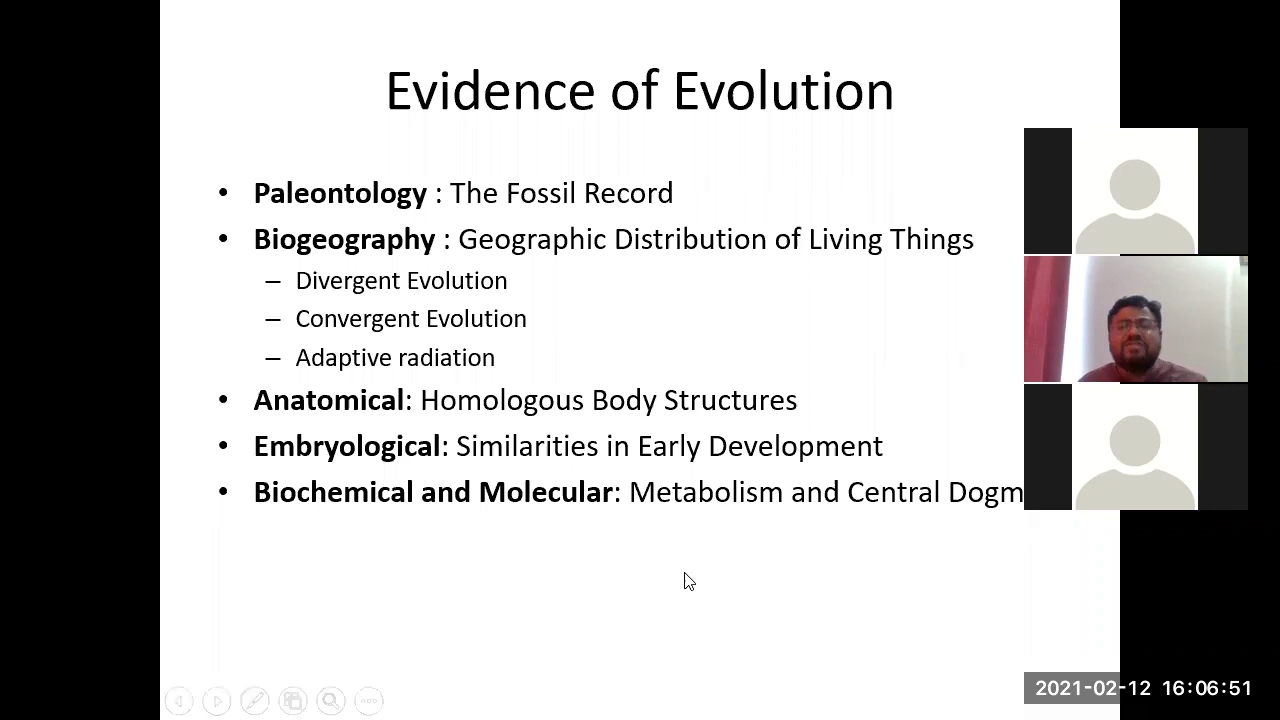 Evidence of Evolution
• Paleontology : The Fossil Record
• Biogeography : Geographic Distribution of Living Things
– Divergent Evolution
– Convergent Evolution
– Adaptive radiation
• Anatomical: Homologous Body Structures
• Embryological: Similarities in Early Development
• Biochemical and Molecular: Metabolism and Central Dogm
2021-02-12 16:06:51